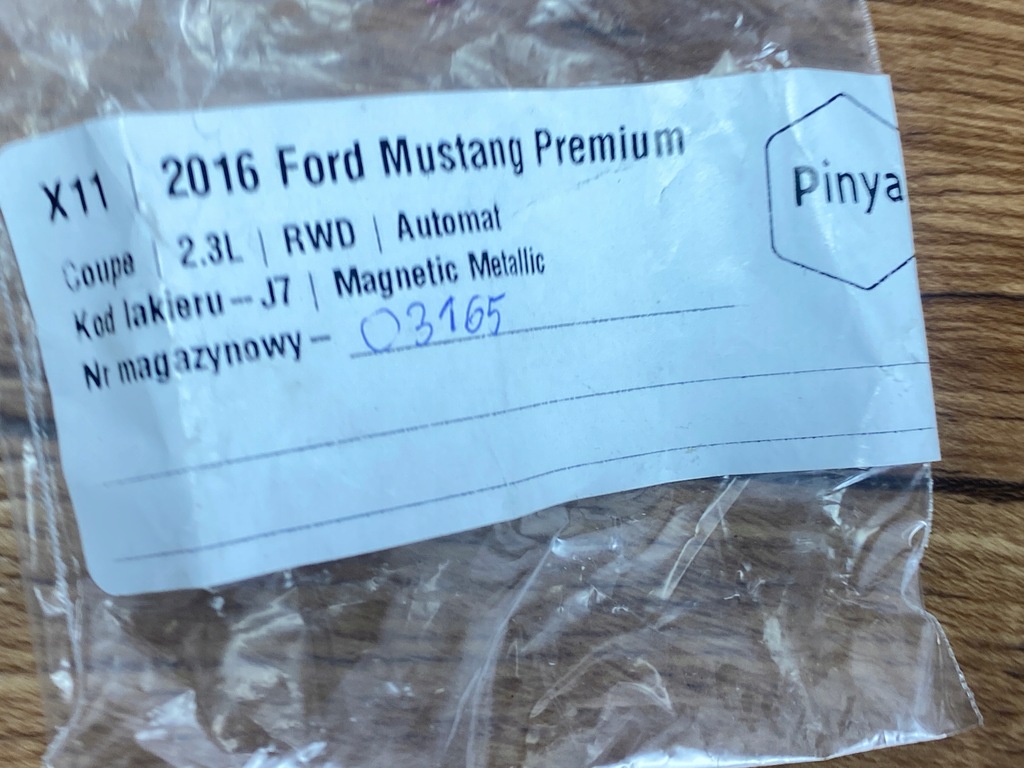 X11 | 2016 Ford Mustang Premium
Pinya
Coupe | 2.3L | RWD | Automat
Kod lakieru – J7 | Magnetic Metallic
Nr magazynowy – 03165